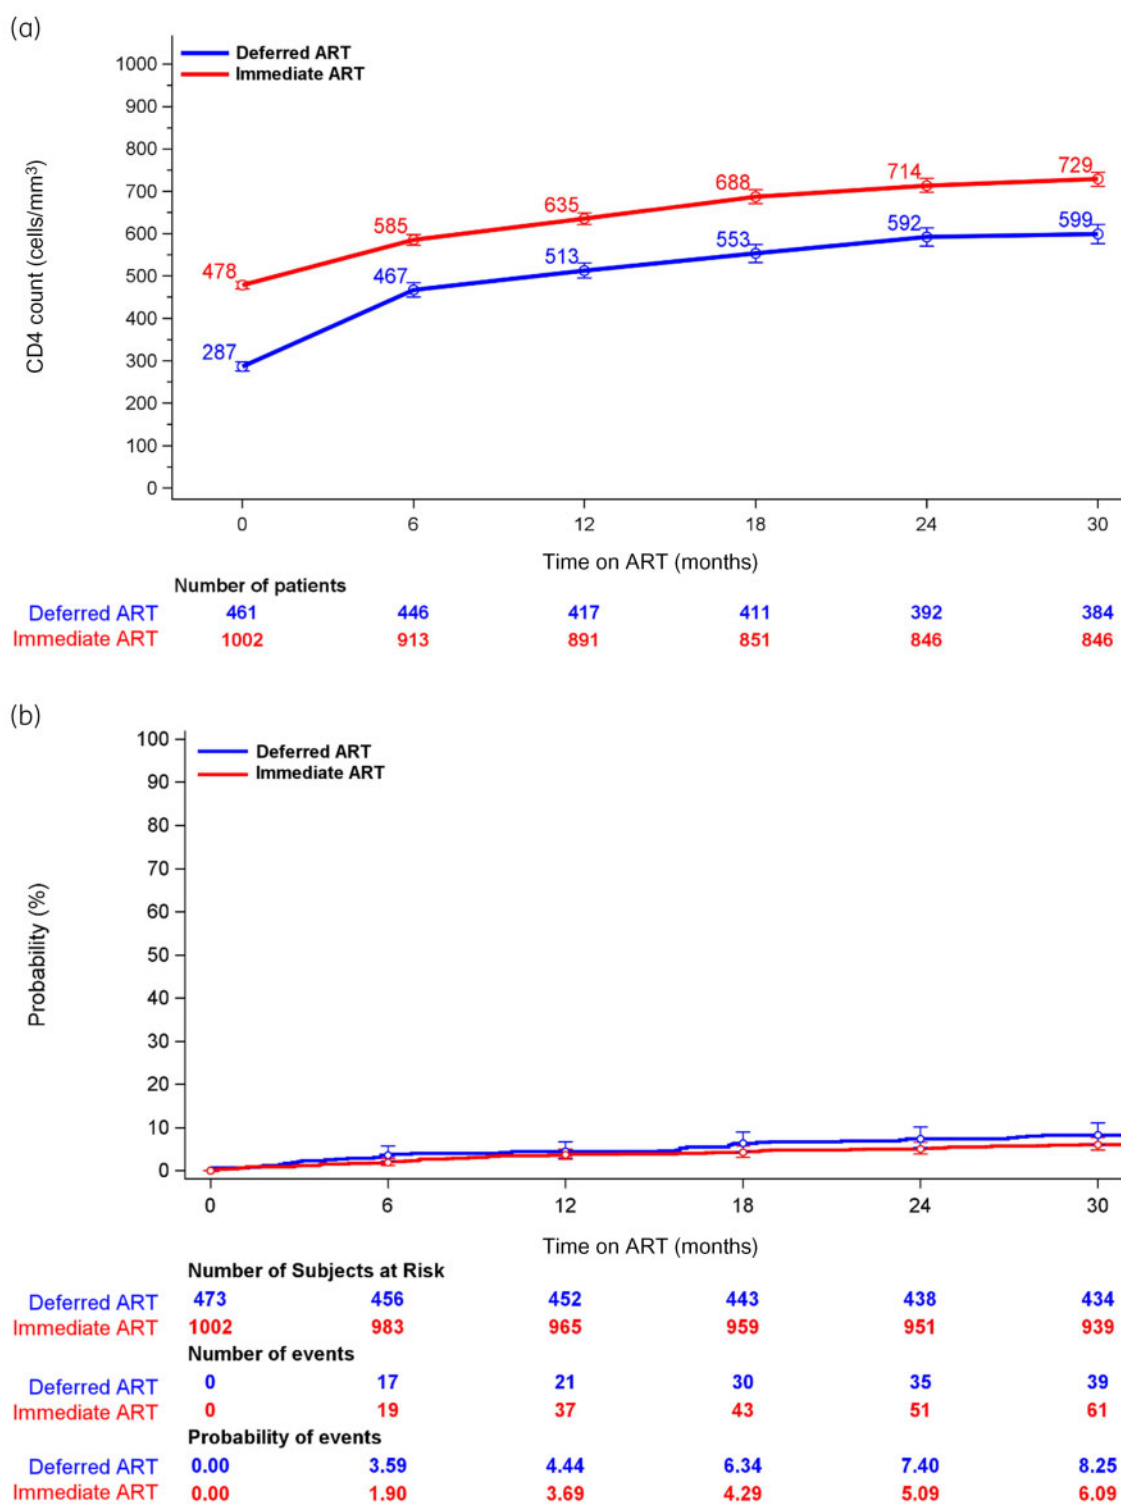 (a)
Deferred ART
Immediate ART
1000
900
800
700
600
500
400
300
200
100
0
CD4 count (cells/mm³)
478 585 635 688 714 729
287 467 513 553 592 599
0 6 12 18 24 30
Time on ART (months)
Number of patients
Deferred ART 461 446 417 411 392 384
Immediate ART 1002 913 891 851 846 846
(b)
Deferred ART
Immediate ART
100
90
80
70
60
50
40
30
20
10
0
Probability (%)
0 6 12 18 24 30
Time on ART (months)
Number of Subjects at Risk
Deferred ART 473 456 452 443 438 434
Immediate ART 1002 983 965 959 951 939
Number of events
Deferred ART 0 17 21 30 35 39
Immediate ART 0 19 37 43 51 61
Probability of events
Deferred ART 0.00 3.59 4.44 6.34 7.40 8.25
Immediate ART 0.00 1.90 3.69 4.29 5.09 6.09